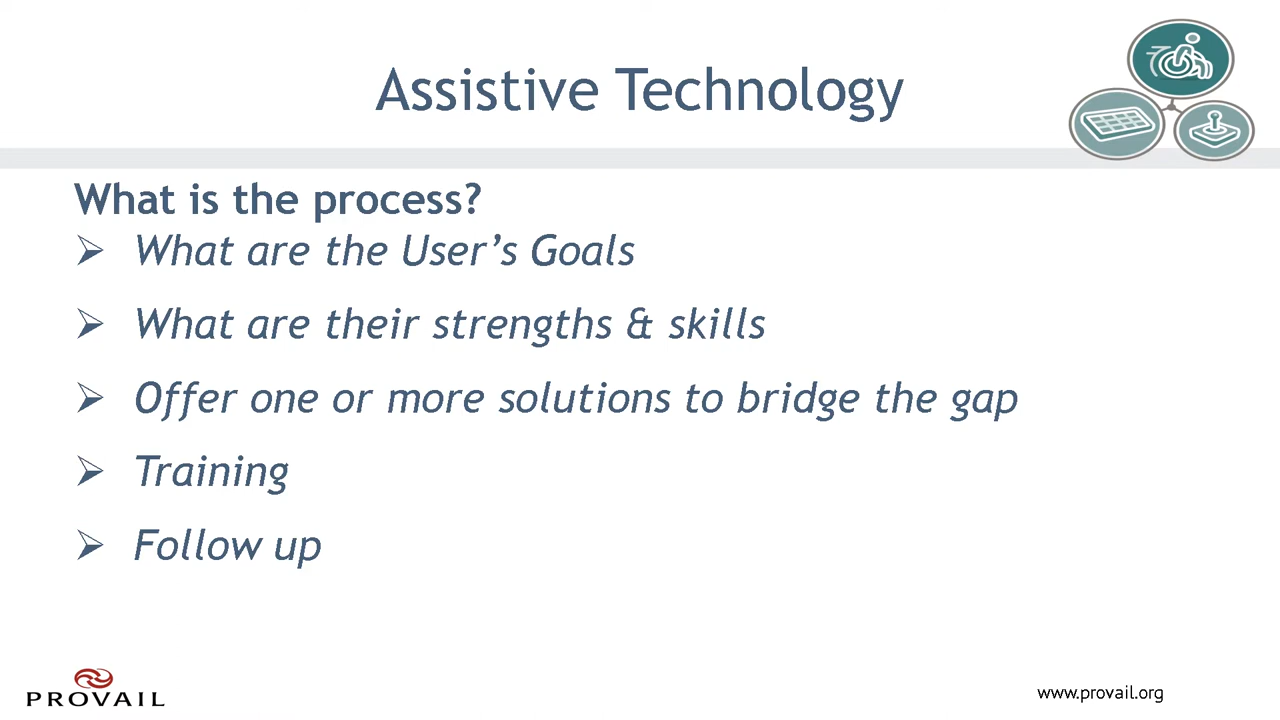 Assistive Technology
What is the process?
➢ What are the User’s Goals
➢ What are their strengths & skills
➢ Offer one or more solutions to bridge the gap
➢ Training
➢ Follow up
PROVAIL
www.provail.org